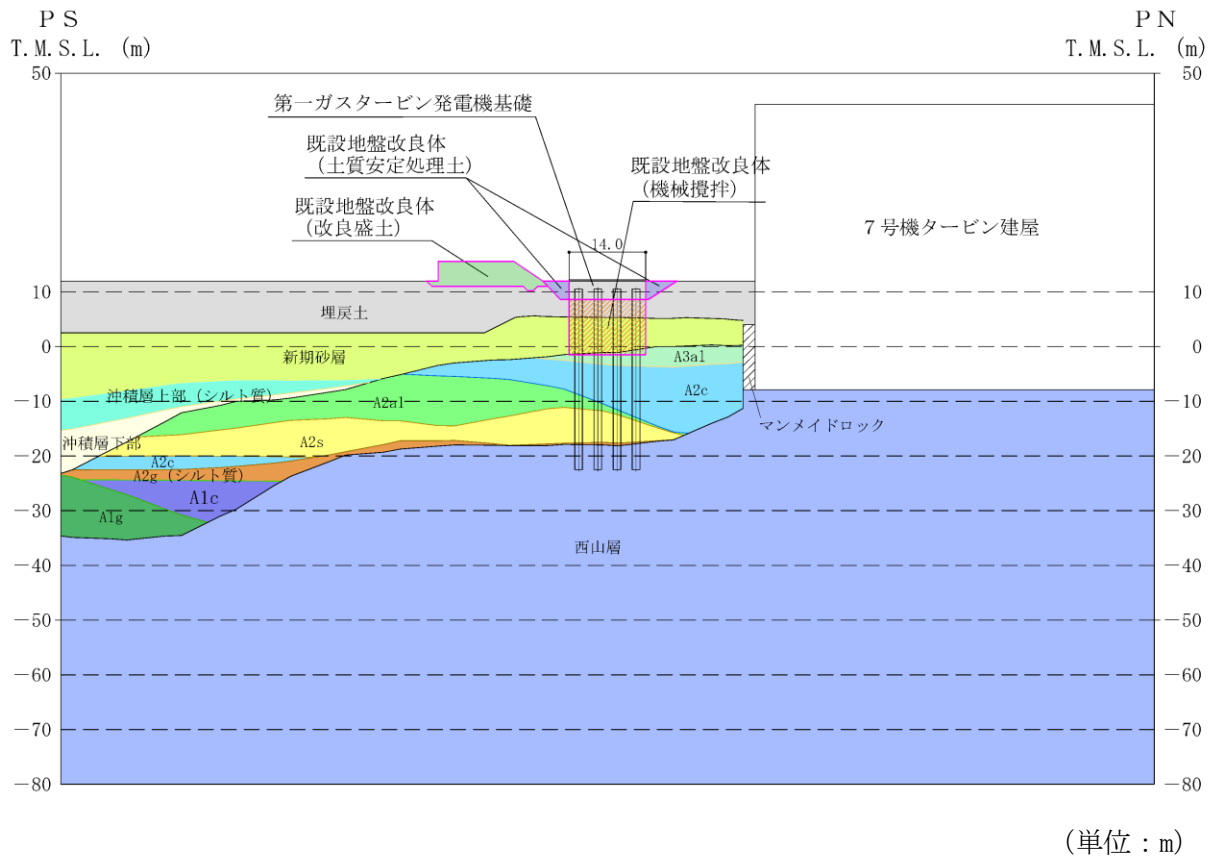 ＰＳ
T.M.S.L. (m)
ＰＮ
T.M.S.L. (m)
50
50
第一ガスタービン発電機基礎
既設地盤改良体
（土質安定処理土）
既設地盤改良体
（機械攪拌）
既設地盤改良体
（改良盛土）
７号機タービン建屋
14.0
10
10
埋戻土
0
0
新期砂層
A3al
沖積層上部（シルト質）
A2c
A2al
－10
－10
マンメイドロック
沖積層下部
A2s
A2c
－20
－20
A2g（シルト質）
A1c
－30
－30
A1g
西山層
－40
－40
－50
－50
－60
－60
－70
－70
－80
－80
（単位：m）